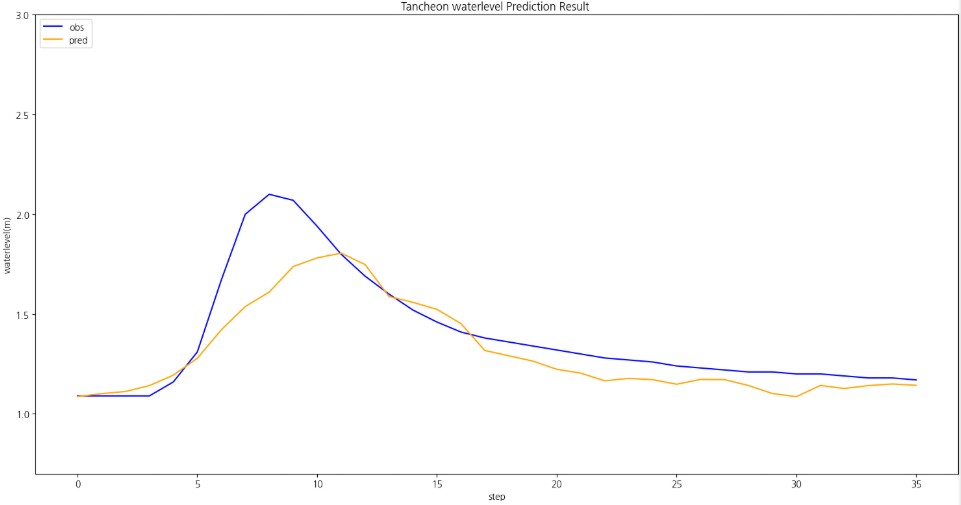 Tancheon waterlevel Prediction Result
obs
pred
3.0
2.5
2.0
1.5
1.0
waterlevel(m)
0 5 10 15 20 25 30 35
step